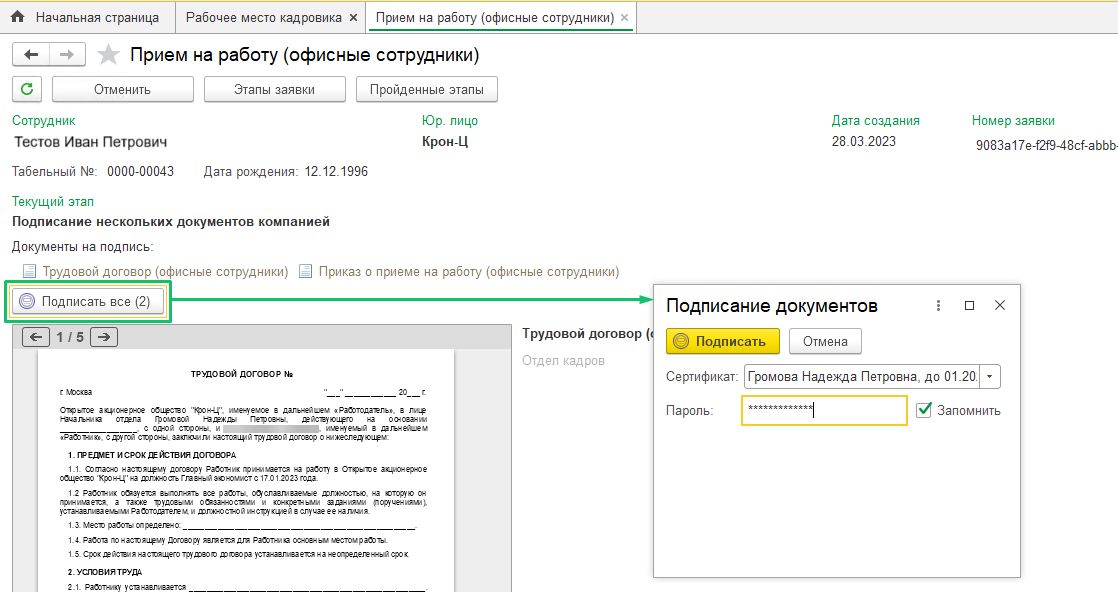 Начальная страница
Рабочее место кадровика ×
Прием на работу (офисные сотрудники) ×
Прием на работу (офисные сотрудники)
Отменить
Этапы заявки
Пройденные этапы
Сотрудник
Юр. лицо
Дата создания
Номер заявки
Тестов Иван Петрович
Крон-Ц
28.03.2023
9083a17e-f2f9-48cf-abbb-
Табельный №: 0000-00043 Дата рождения: 12.12.1996
Текущий этап
Подписание нескольких документов компанией
Документы на подпись:
Трудовой договор (офисные сотрудники)
Приказ о приеме на работу (офисные сотрудники)
Подписать все (2)
1 / 5
Трудовой договор (о
Отдел кадров
ТРУДОВОЙ ДОГОВОР №
г. Москва "___" ____________ 20___ г.
Открытое акционерное общество "Крон-Ц", именуемое в дальнейшем «Работодатель», в лице
Начальника отдела Громовой Надежды Петровны, действующего на основании
__________________, с одной стороны, и , именуемый в дальнейшем
«Работник», с другой стороны, заключили настоящий трудовой договор о нижеследующем:
1. ПРЕДМЕТ И СРОК ДЕЙСТВИЯ ДОГОВОРА
1.1. Согласно настоящему договору Работник принимается на работу в Открытое акционерное
общество "Крон-Ц" на должность Главный экономист с 17.01.2023 года.
1.2 Работник обязуется выполнять все работы, обуславливаемые должностью, на которую он
принимается, а также трудовыми обязанностями и конкретными заданиями (поручениями),
устанавливаемыми Работодателем, и должностной инструкцией в случае ее наличия.
1.3. Место работы определено: ____________________________________________.
1.4. Работа по настоящему Договору является для Работника основным местом работы.
1.5. Срок действия настоящего трудового договора устанавливается на неопределенный срок.
2. УСЛОВИЯ ТРУДА
2.1. Работнику устанавливается ____________________________________________.
Подписание документов
Подписать
Отмена
Сертификат: Громова Надежда Петровна, до 01.20
Пароль: *************
Запомнить